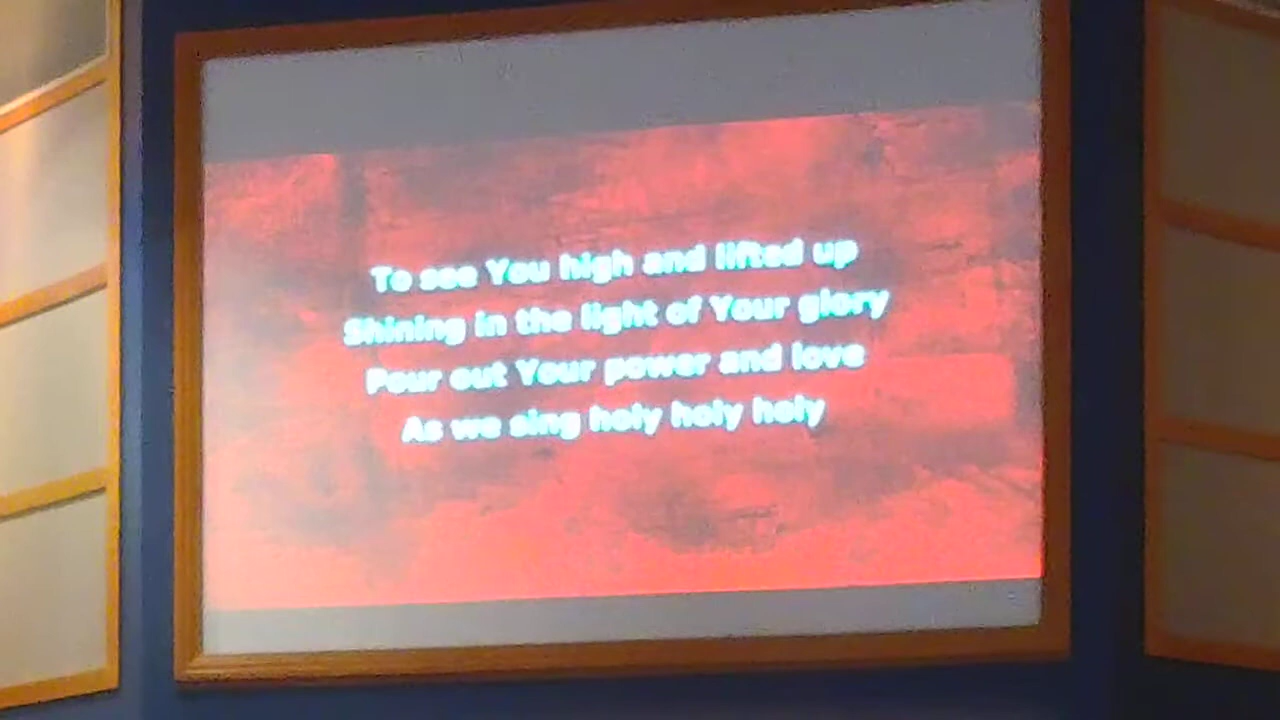 To see You high and lifted up
Shining in the light of Your glory
Pour out Your power and love
As we sing holy holy holy